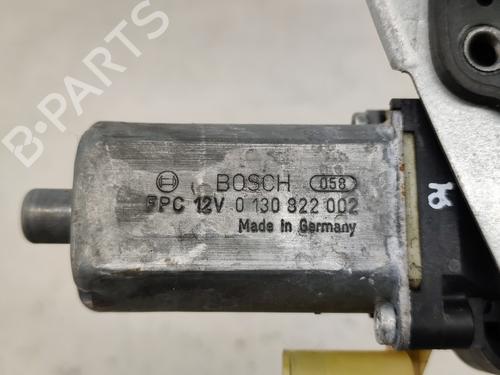 B-PARTS
BOSCH 058
FPC 12V 0 130 822 002
Made in Germany